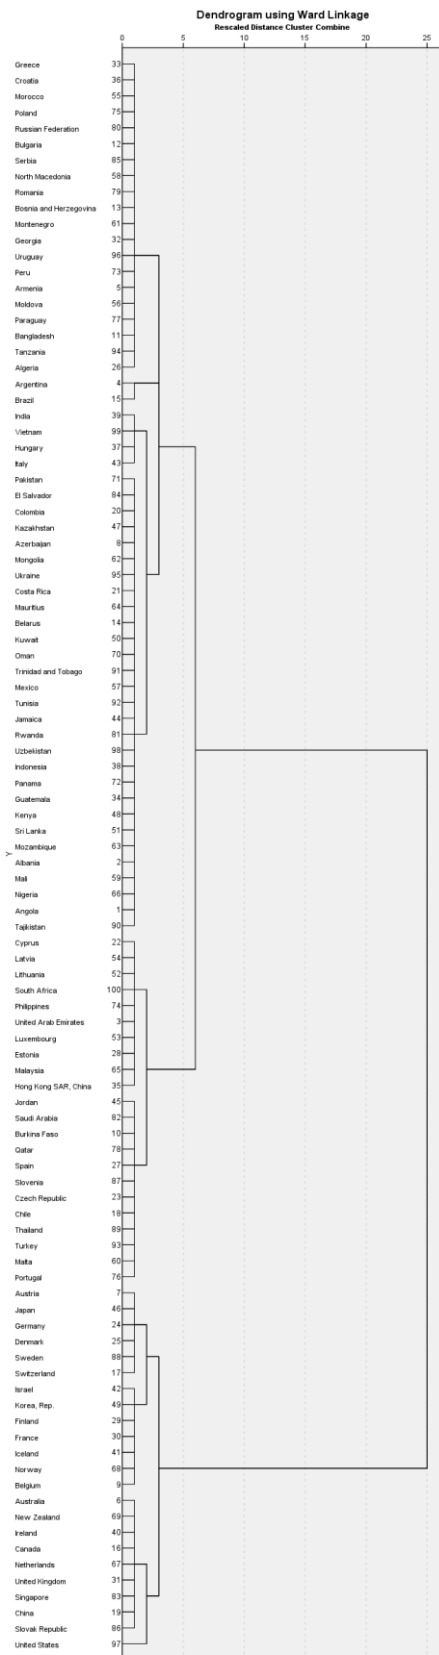 Dendrogram using Ward Linkage
Rescaled Distance Cluster Combine
0 5 10 15 20 25
Greece 33
Croatia 36
Morocco 55
Poland 75
Russian Federation 80
Bulgaria 12
Serbia 85
North Macedonia 58
Romania 79
Bosnia and Herzegovina 13
Montenegro 61
Georgia 32
Uruguay 96
Peru 73
Armenia 5
Moldova 56
Paraguay 77
Bangladesh 11
Tanzania 94
Algeria 26
Argentina 4
Brazil 15
India 39
Vietnam 99
Hungary 37
Italy 43
Pakistan 71
El Salvador 84
Colombia 20
Kazakhstan 47
Azerbaijan 8
Mongolia 62
Ukraine 95
Costa Rica 21
Mauritius 64
Belarus 14
Kuwait 50
Oman 70
Trinidad and Tobago 91
Mexico 57
Tunisia 92
Jamaica 44
Rwanda 81
Uzbekistan 98
Indonesia 38
Panama 72
Guatemala 34
Kenya 48
Sri Lanka 51
Mozambique 63
Y
Albania 2
Mali 59
Nigeria 66
Angola 1
Tajikistan 90
Cyprus 22
Latvia 54
Lithuania 52
South Africa 100
Philippines 74
United Arab Emirates 3
Luxembourg 53
Estonia 28
Malaysia 65
Hong Kong SAR, China 35
Jordan 45
Saudi Arabia 82
Burkina Faso 10
Qatar 78
Spain 27
Slovenia 87
Czech Republic 23
Chile 18
Thailand 89
Turkey 93
Malta 60
Portugal 76
Austria 7
Japan 46
Germany 24
Denmark 25
Sweden 88
Switzerland 17
Israel 42
Korea, Rep. 49
Finland 29
France 30
Iceland 41
Norway 68
Belgium 9
Australia 6
New Zealand 69
Ireland 40
Canada 16
Netherlands 67
United Kingdom 31
Singapore 83
China 19
Slovak Republic 86
United States 97